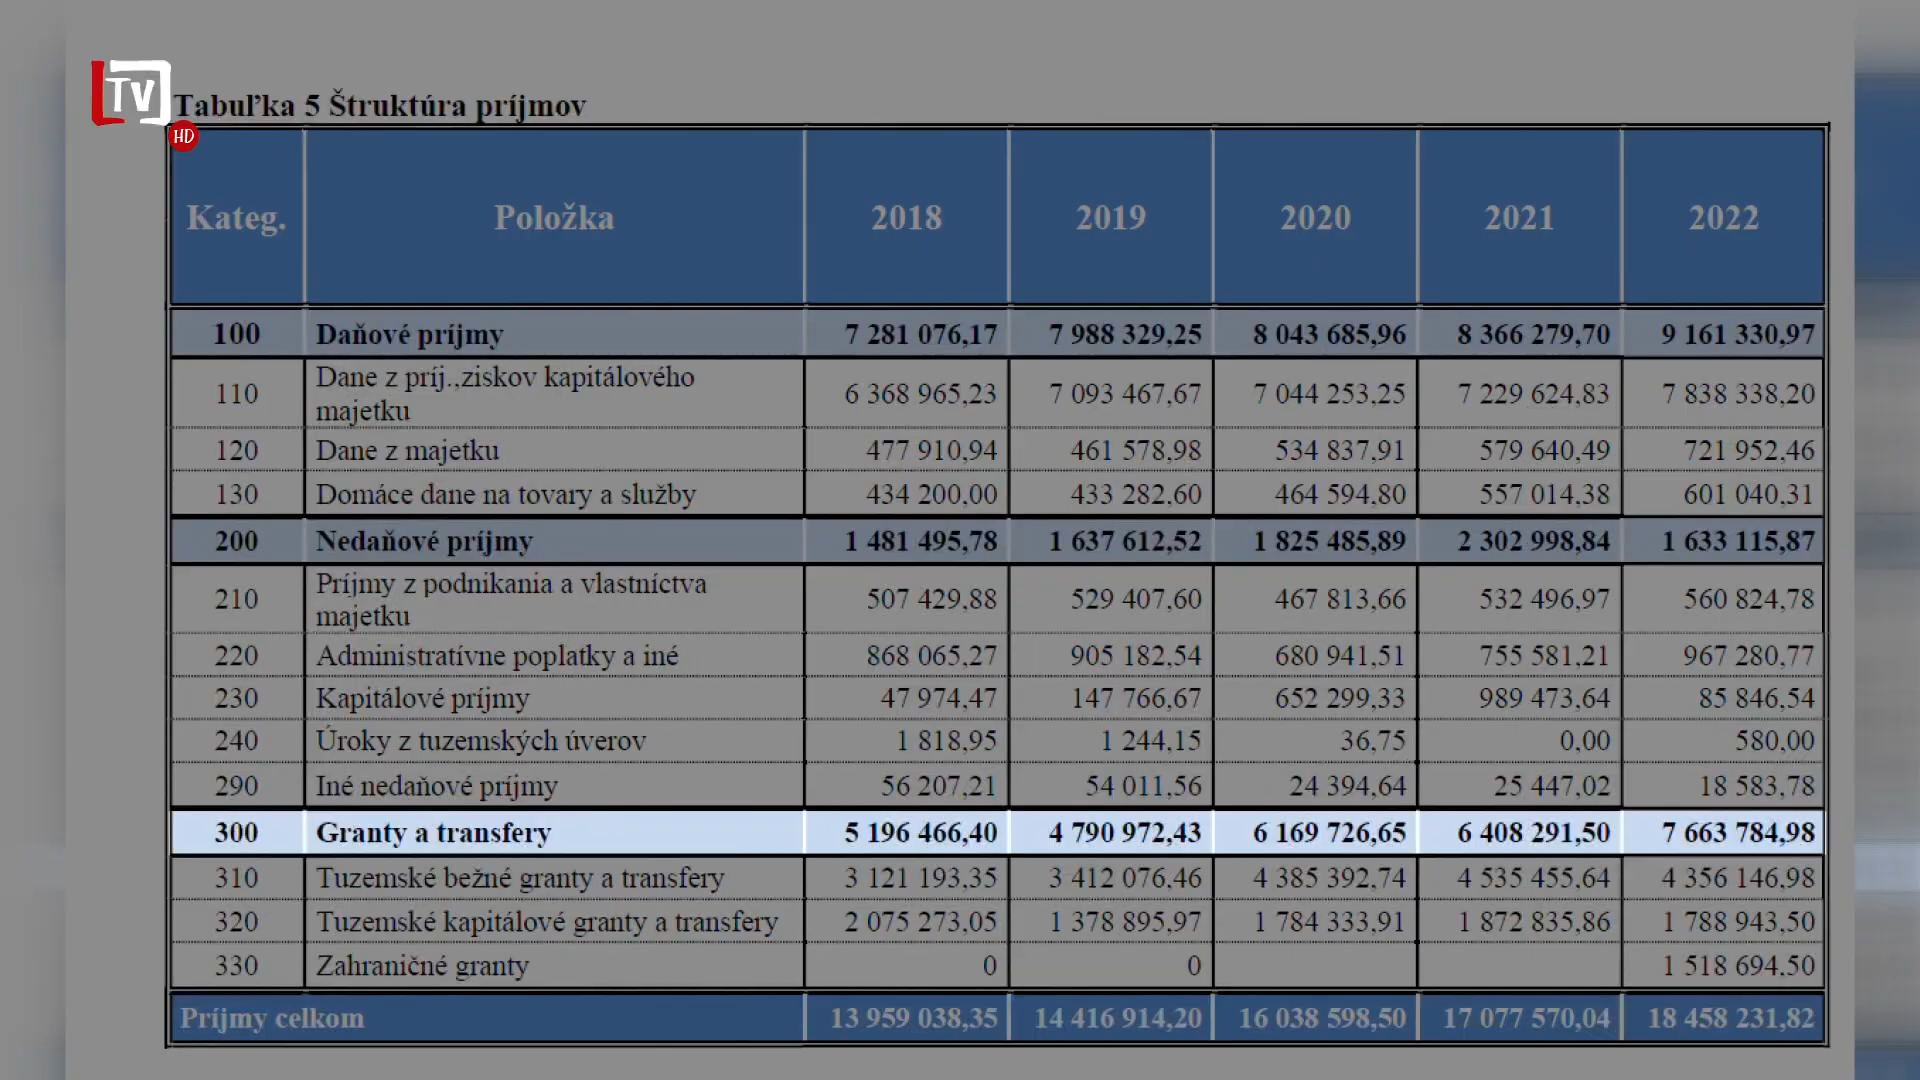 TV
HD
Tabuľka 5 Štruktúra príjmov
Kateg. Položka 2018 2019 2020 2021 2022
100 Daňové príjmy 7 281 076,17 7 988 329,25 8 043 685,96 8 366 279,70 9 161 330,97
110 Dane z príj.,ziskov kapitálového majetku 6 368 965,23 7 093 467,67 7 044 253,25 7 229 624,83 7 838 338,20
120 Dane z majetku 477 910,94 461 578,98 534 837,91 579 640,49 721 952,46
130 Domáce dane na tovary a služby 434 200,00 433 282,60 464 594,80 557 014,38 601 040,31
200 Nedaňové príjmy 1 481 495,78 1 637 612,52 1 825 485,89 2 302 998,84 1 633 115,87
210 Príjmy z podnikania a vlastníctva majetku 507 429,88 529 407,60 467 813,66 532 496,97 560 824,78
220 Administratívne poplatky a iné 868 065,27 905 182,54 680 941,51 755 581,21 967 280,77
230 Kapitálové príjmy 47 974,47 147 766,67 652 299,33 989 473,64 85 846,54
240 Úroky z tuzemských úverov 1 818,95 1 244,15 36,75 0,00 580,00
290 Iné nedaňové príjmy 56 207,21 54 011,56 24 394,64 25 447,02 18 583,78
300 Granty a transfery 5 196 466,40 4 790 972,43 6 169 726,65 6 408 291,50 7 663 784,98
310 Tuzemské bežné granty a transfery 3 121 193,35 3 412 076,46 4 385 392,74 4 535 455,64 4 356 146,98
320 Tuzemské kapitálové granty a transfery 2 075 273,05 1 378 895,97 1 784 333,91 1 872 835,86 1 788 943,50
330 Zahraničné granty 0 0 1 518 694,50
Príjmy celkom 13 959 038,35 14 416 914,20 16 038 598,50 17 077 570,04 18 458 231,82